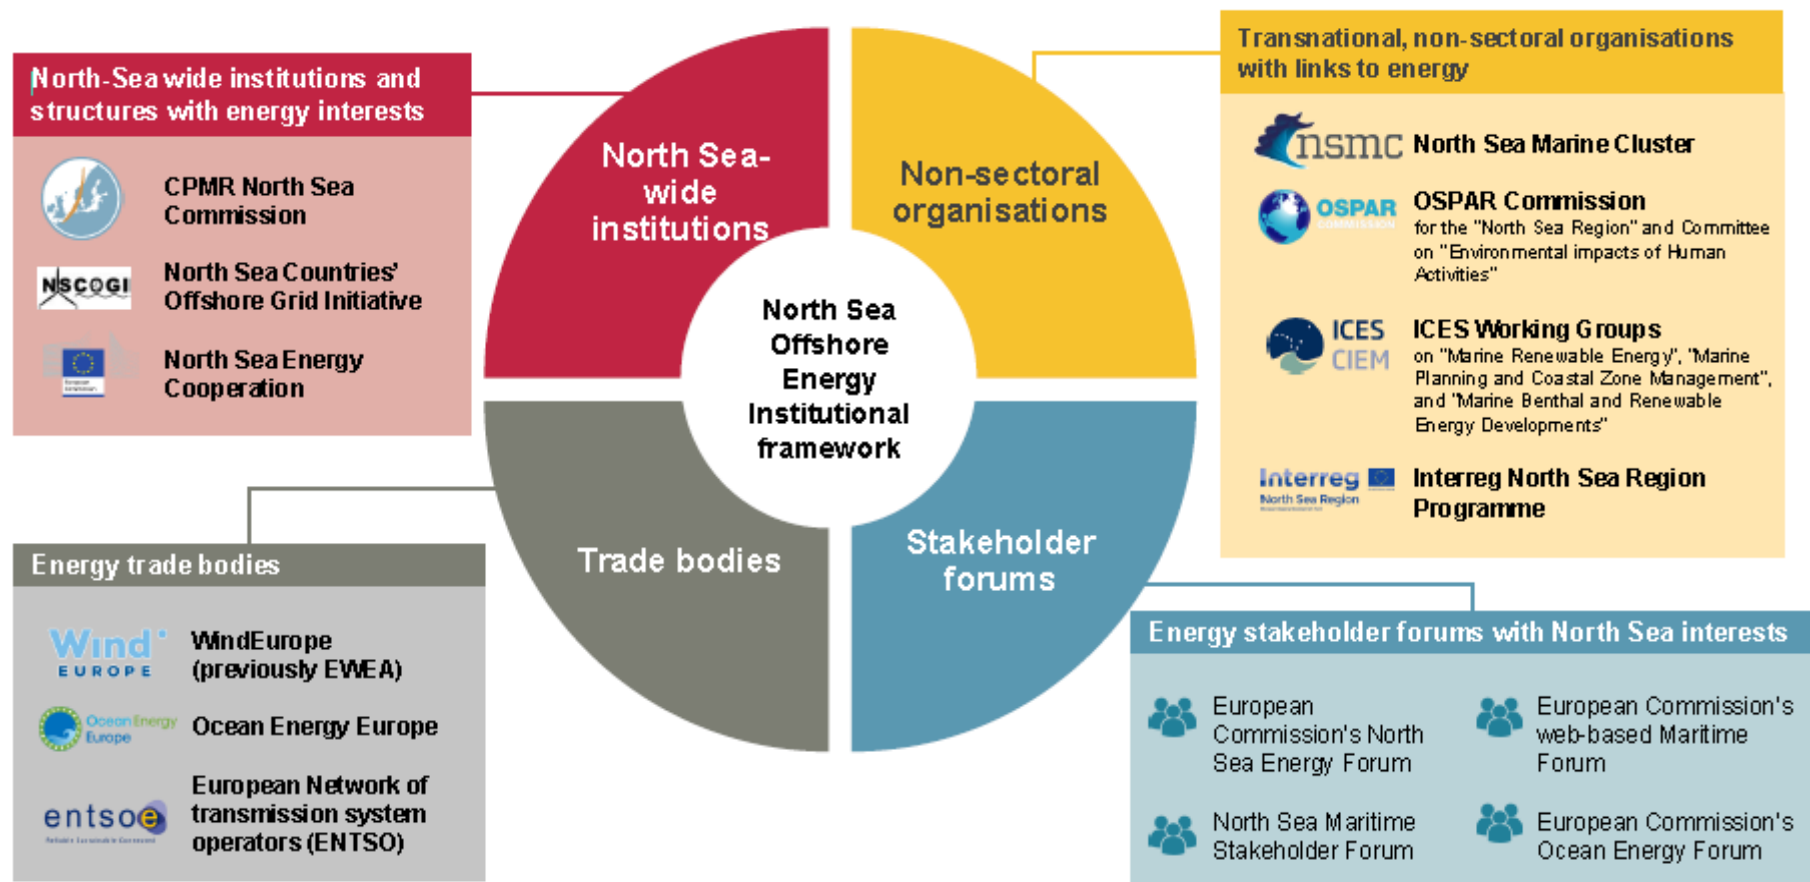 North-Sea wide institutions and
structures with energy interests
CPMR North Sea
Commission
NSCOGI
North Sea Countries'
Offshore Grid Initiative
European
Commission
North Sea Energy
Cooperation
North Sea-
wide
institutions
Non-sectoral
organisations
North Sea
Offshore
Energy
Institutional
framework
Trade bodies
Stakeholder
forums
Transnational, non-sectoral organisations
with links to energy
nsmc
North Sea Marine Cluster
OSPAR
COMMISSION
OSPAR Commission
for the "North Sea Region" and Committee
on "Environmental impacts of Human
Activities"
ICES
CIEM
ICES Working Groups
on "Marine Renewable Energy", "Marine
Planning and Coastal Zone Management",
and "Marine Benthal and Renewable
Energy Developments"
Interreg
North Sea Region
Interreg North Sea Region
Programme
Energy trade bodies
Wind
EUROPE
WindEurope
(previously EWEA)
Ocean Energy
Europe
Ocean Energy Europe
entsoe
European Network of
transmission system
operators (ENTSO)
Energy stakeholder forums with North Sea interests
European
Commission's North
Sea Energy Forum
European Commission's
web-based Maritime
Forum
North Sea Maritime
Stakeholder Forum
European Commission's
Ocean Energy Forum